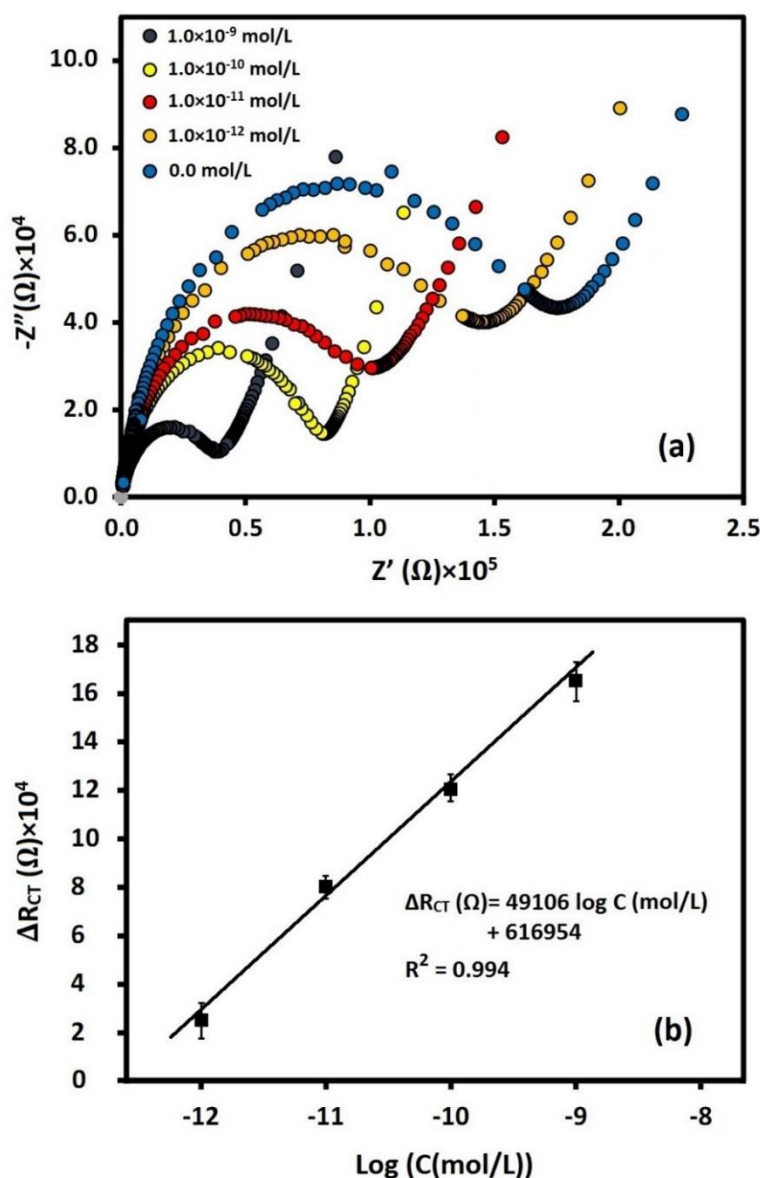 10.0
8.0
6.0
4.0
2.0
0.0
-Z″(Ω)×10⁴
1.0×10⁻⁹ mol/L
1.0×10⁻¹⁰ mol/L
1.0×10⁻¹¹ mol/L
1.0×10⁻¹² mol/L
0.0 mol/L
(a)
0.0 0.5 1.0 1.5 2.0 2.5
Z′ (Ω)×10⁵
18
16
14
12
10
8
6
4
2
0
ΔR_CT (Ω)×10⁴
ΔR_CT (Ω)= 49106 log C (mol/L)
+ 616954
R² = 0.994
(b)
-12 -11 -10 -9 -8
Log (C(mol/L))